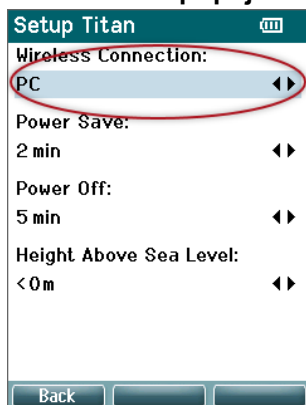 Setup Titan
Wireless Connection:
PC
Power Save:
2 min
Power Off:
5 min
Height Above Sea Level:
<0m
Back